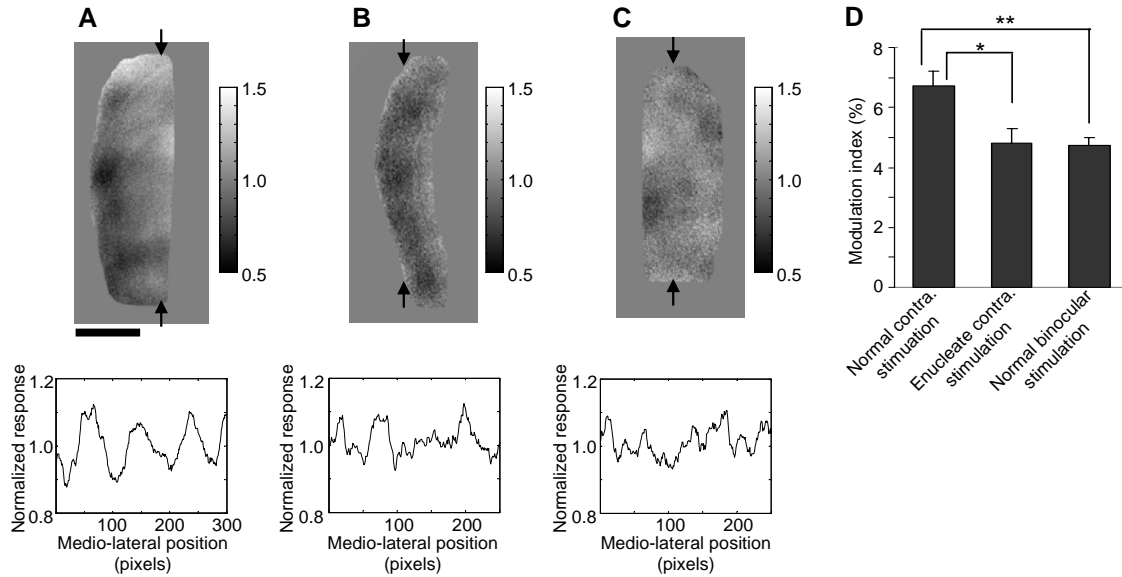 A
B
C
D
1.5
1.0
0.5
1.5
1.0
0.5
1.5
1.0
0.5
**
*
8
6
4
2
0
Modulation index (%)
Normal contra.
stimuation
Enucleate contra.
stimulation
Normal binocular
stimulation
1.2
1.0
0.8
Normalized response
100 200 300
Medio-lateral position
(pixels)
1.2
1.0
0.8
Normalized response
100 200
Medio-lateral position
(pixels)
1.2
1.0
0.8
Normalized response
100 200
Medio-lateral position
(pixels)